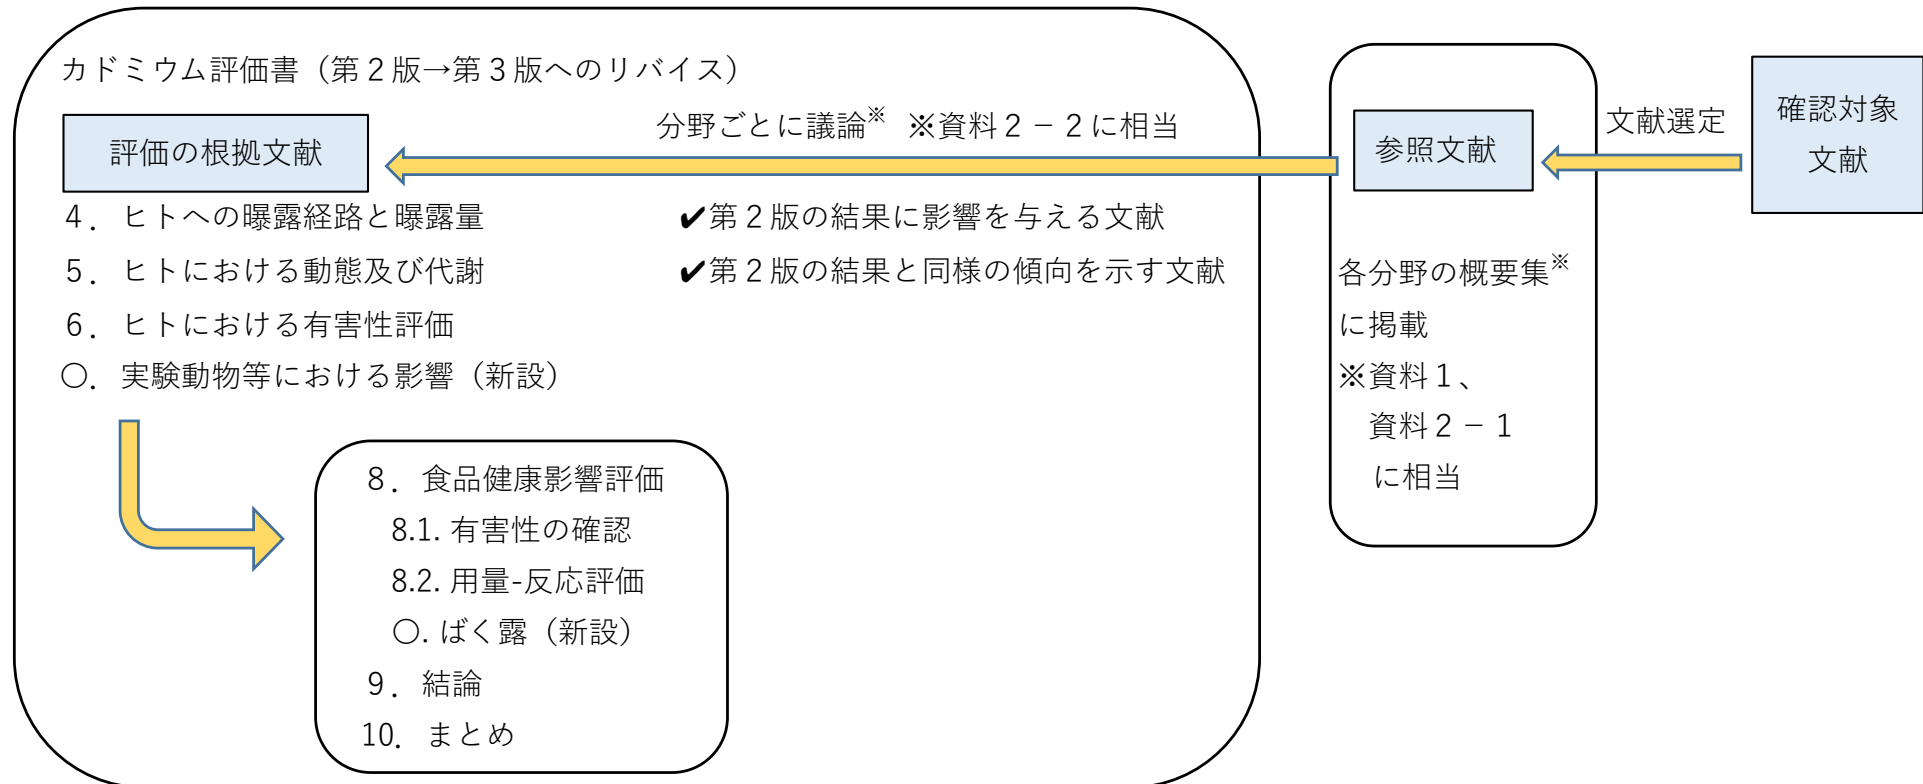 カドミウム評価書（第２版→第３版へのリバイス）
評価の根拠文献
４．ヒトへの曝露経路と曝露量
５．ヒトにおける動態及び代謝
６．ヒトにおける有害性評価
〇．実験動物等における影響（新設）
分野ごとに議論※ ※資料２－２に相当
✔第２版の結果に影響を与える文献
✔第２版の結果と同様の傾向を示す文献
８．食品健康影響評価
8.1. 有害性の確認
8.2. 用量-反応評価
〇. ばく露（新設）
９．結論
10．まとめ
参照文献
各分野の概要集※
に掲載
※資料１、
資料２－１
に相当
文献選定
確認対象
文献